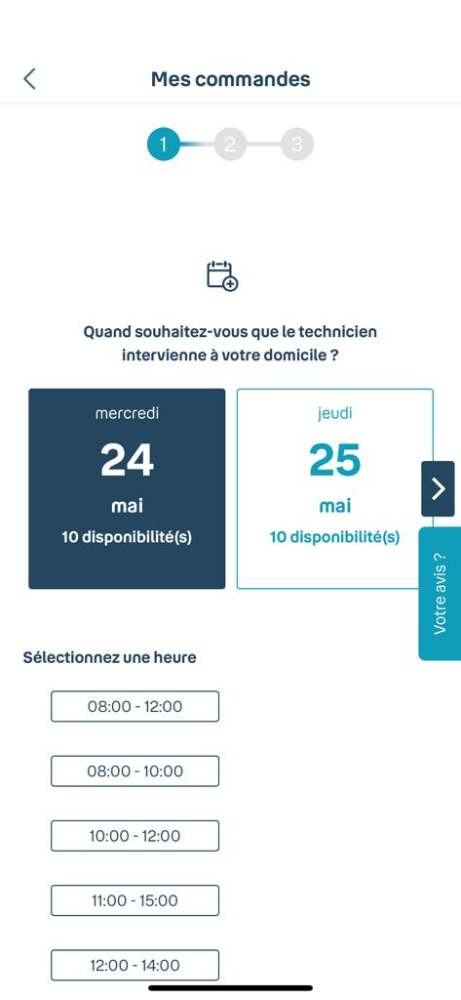 Mes commandes
1
2
3
Quand souhaitez-vous que le technicien
intervienne à votre domicile ?
mercredi
24
mai
10 disponibilité(s)
jeudi
25
mai
10 disponibilité(s)
Votre avis ?
Sélectionnez une heure
08:00 - 12:00
08:00 - 10:00
10:00 - 12:00
11:00 - 15:00
12:00 - 14:00